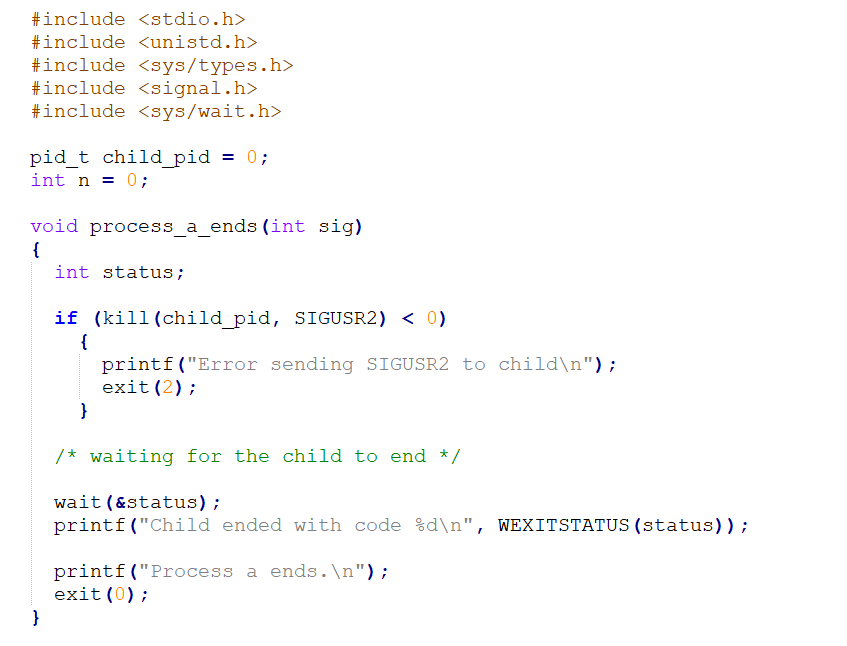 #include <stdio.h>
#include <unistd.h>
#include <sys/types.h>
#include <signal.h>
#include <sys/wait.h>

pid_t child_pid = 0;
int n = 0;

void process_a_ends(int sig)
{
  int status;

  if (kill(child_pid, SIGUSR2) < 0)
    {
      printf("Error sending SIGUSR2 to child\n");
      exit(2);
    }

  /* waiting for the child to end */

  wait(&status);
  printf("Child ended with code %d\n", WEXITSTATUS(status));

  printf("Process a ends.\n");
  exit(0);
}